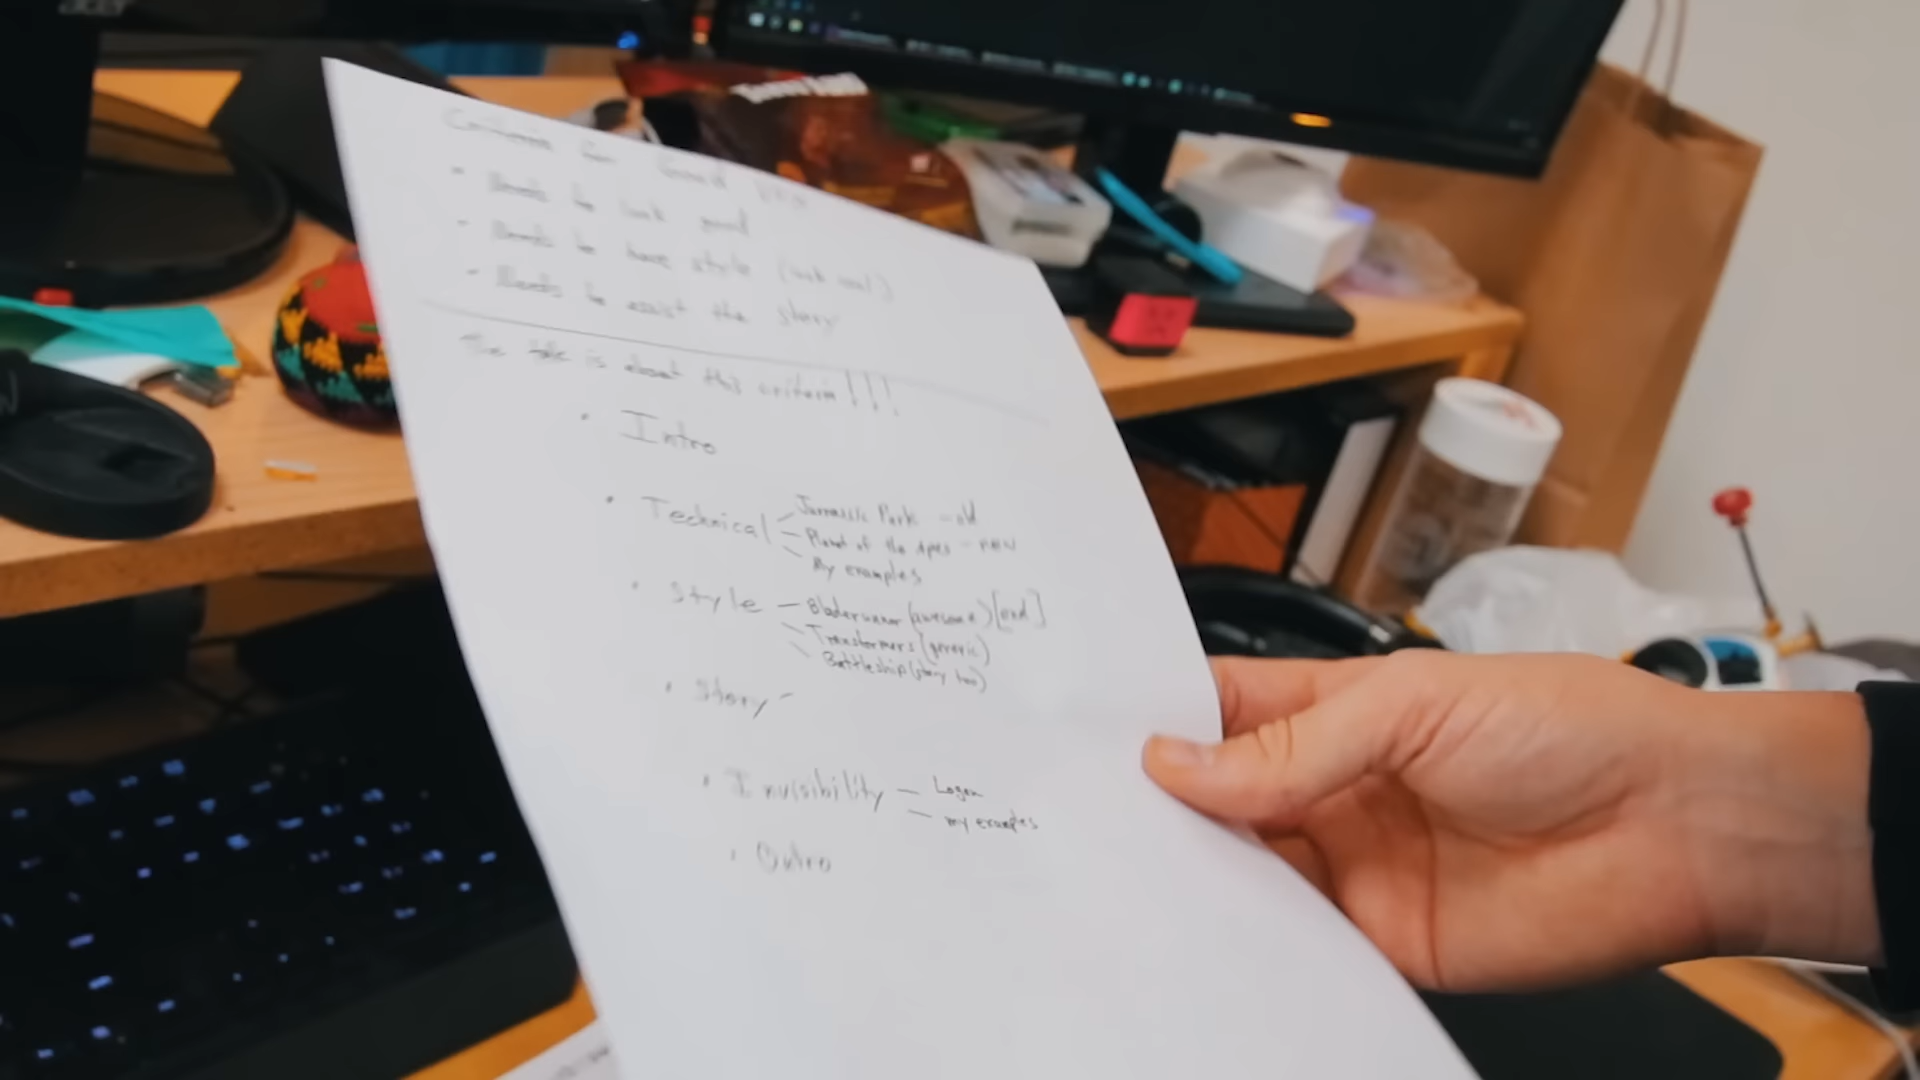 acer
Criteria for Good VFX
- Needs to look good
- Needs to have style (look cool)
- Needs to assist the story
The talk is about this criteria!!!
• Intro
• Technical
Jurassic Park - old
Planet of the Apes - new
My examples
• Style
Bladerunner (awesome) [end]
Transformers (generic)
Battleship (story too)
• Story -
• Invisibility - Logan
- my examples
• Outro